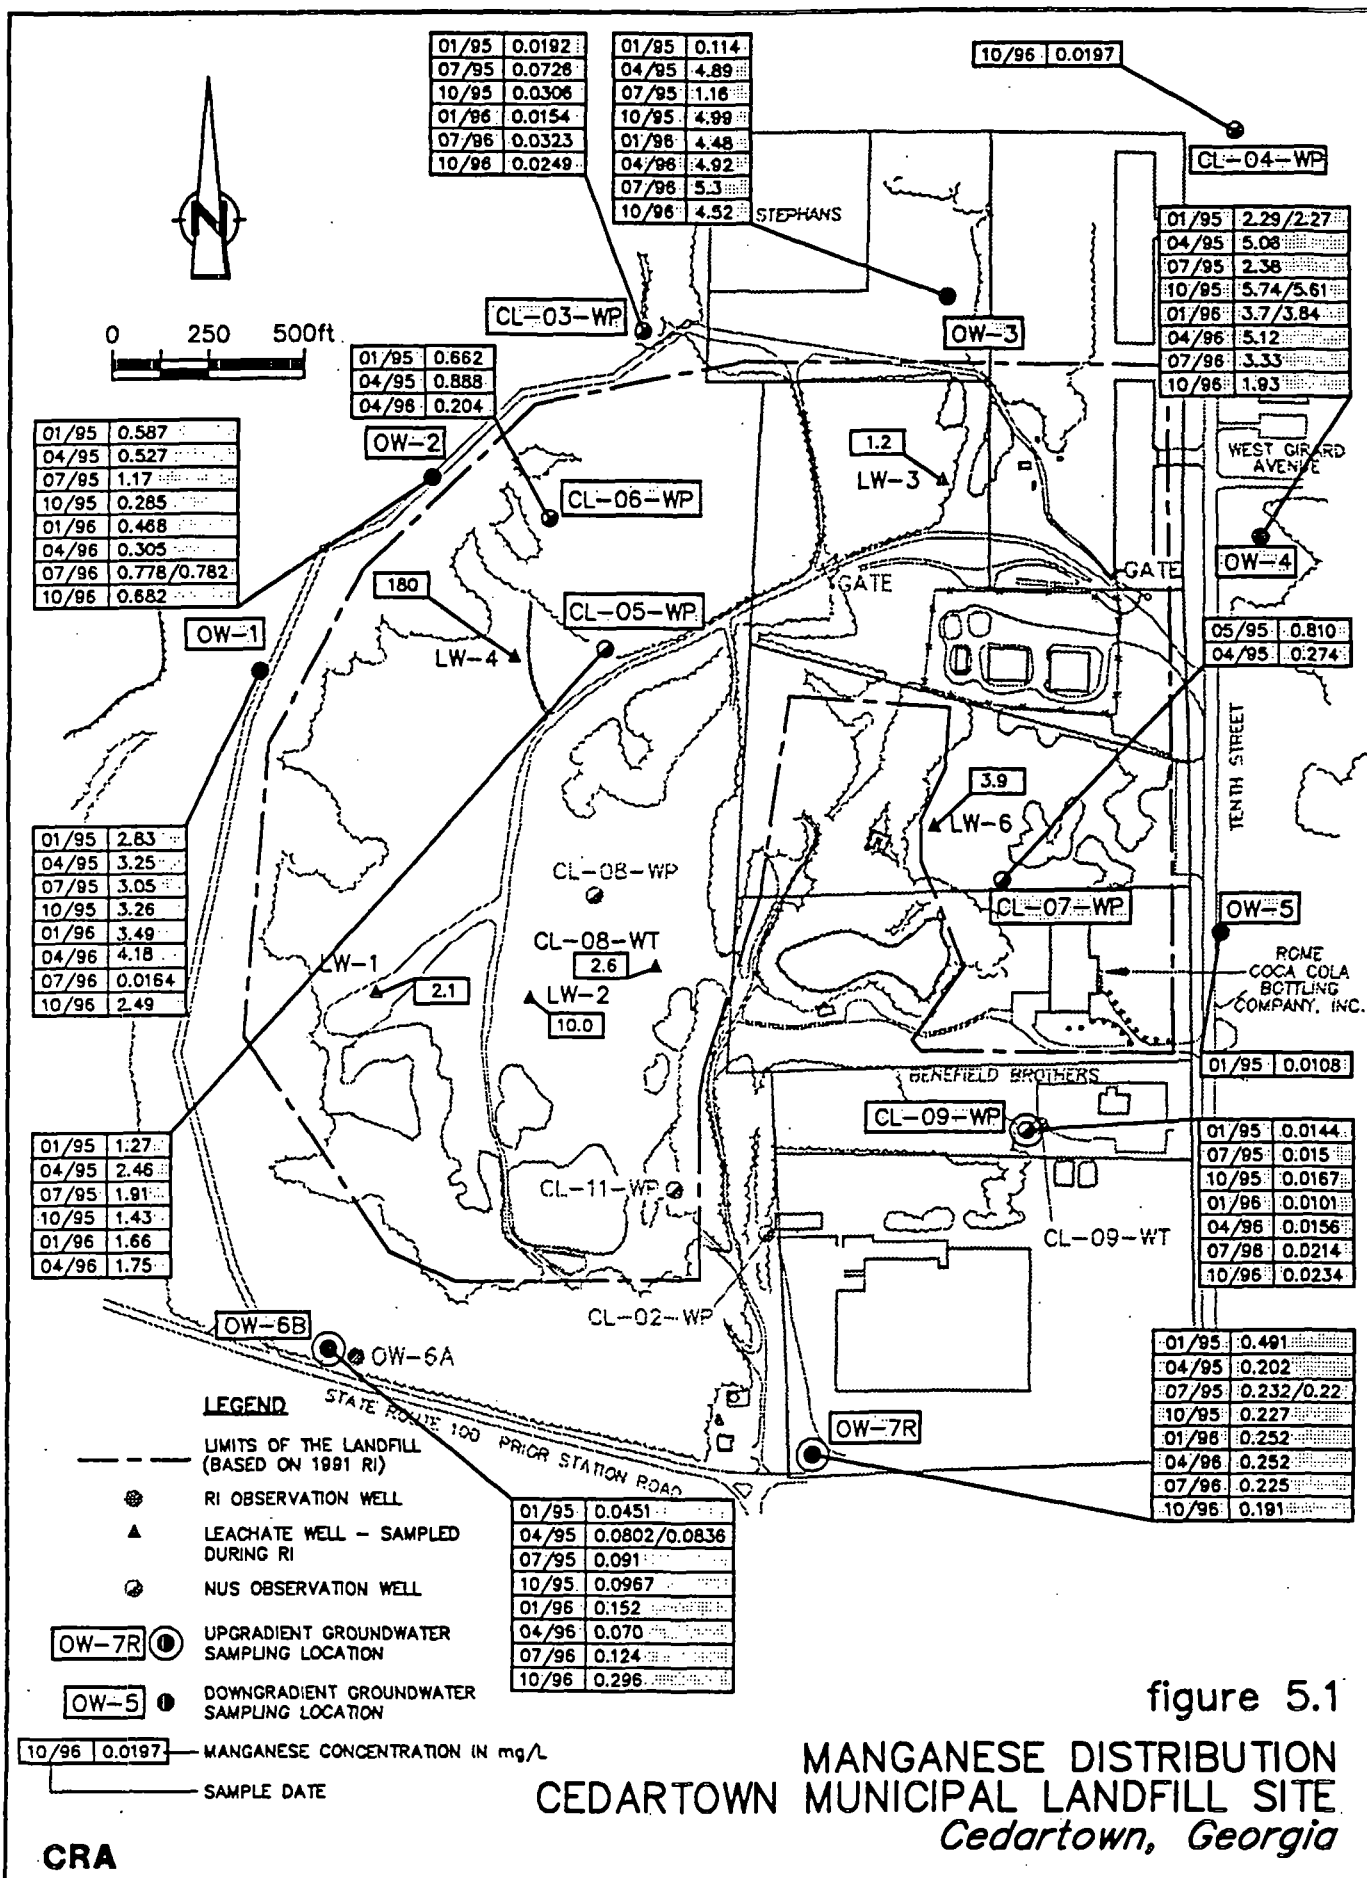 01/95 0.0192
07/95 0.0726
10/95 0.0306
01/96 0.0154
07/96 0.0323
10/96 0.0249
01/95 0.114
04/95 4.89
07/95 1.16
10/95 4.99
01/96 4.48
04/96 4.92
07/96 5.3
10/96 4.52
10/96 0.0197
CL-04-WP
STEPHANS
01/95 2.29/2.27
04/95 5.06
07/95 2.38
10/95 5.74/5.61
01/96 3.7/3.84
04/96 5.12
07/96 3.33
10/96 1.93
N
CL-03-WP
OW-3
0 250 500ft
01/95 0.662
04/95 0.888
04/96 0.204
01/95 0.587
04/95 0.527
07/95 1.17
10/95 0.285
01/96 0.468
04/96 0.305
07/96 0.778/0.782
10/96 0.682
OW-2
1.2
LW-3
WEST GIRARD
AVENUE
CL-06-WP
OW-4
180
GATE
GATE
CL-05-WP
OW-1
LW-4
05/95 0.810
04/95 0.274
TENTH STREET
3.9
LW-6
01/95 2.83
04/95 3.25
07/95 3.05
10/95 3.26
01/96 3.49
04/96 4.18
07/96 0.0164
10/96 2.49
CL-08-WP
CL-07-WP
OW-5
CL-08-WT
2.6
LW-1
2.1
LW-2
10.0
ROME
COCA COLA
BOTTLING
COMPANY, INC.
01/95 0.0108
BENEFIELD BROTHERS
CL-09-WP
01/95 0.0144
07/95 0.015
10/95 0.0167
01/96 0.0101
04/96 0.0156
07/96 0.0214
10/96 0.0234
01/95 1.27
04/95 2.46
07/95 1.91
10/95 1.43
01/96 1.66
04/96 1.75
CL-11-WP
CL-09-WT
CL-02-WP
OW-6B
OW-6A
01/95 0.491
04/95 0.202
07/95 0.232/0.22
10/95 0.227
01/96 0.252
04/96 0.252
07/96 0.225
10/96 0.191
STATE ROUTE 100 PRIOR STATION ROAD
OW-7R
LEGEND
LIMITS OF THE LANDFILL
(BASED ON 1991 RI)
RI OBSERVATION WELL
LEACHATE WELL - SAMPLED
DURING RI
NUS OBSERVATION WELL
OW-7R UPGRADIENT GROUNDWATER
SAMPLING LOCATION
OW-5 DOWNGRADIENT GROUNDWATER
SAMPLING LOCATION
10/96 0.0197 MANGANESE CONCENTRATION IN mg/L
SAMPLE DATE
01/95 0.0451
04/95 0.0802/0.0836
07/95 0.091
10/95 0.0967
01/96 0.152
04/96 0.070
07/96 0.124
10/96 0.296
figure 5.1
MANGANESE DISTRIBUTION
CEDARTOWN MUNICIPAL LANDFILL SITE
Cedartown, Georgia
CRA